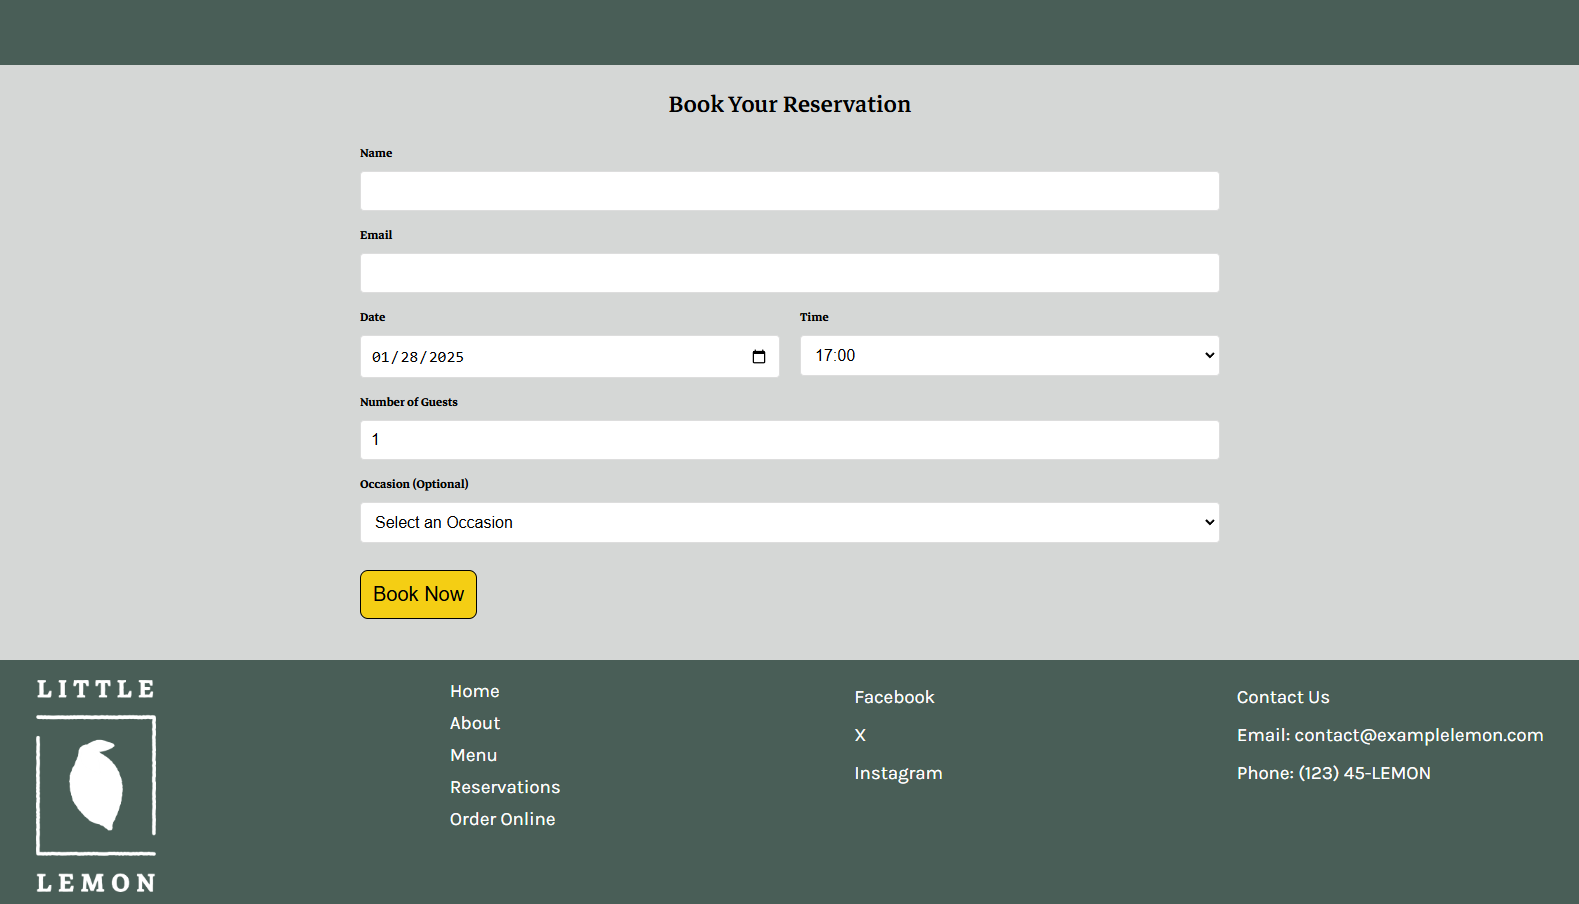 Book Your Reservation
Name
Email
Date
Time
01/28/2025
17:00
Number of Guests
1
Occasion (Optional)
Select an Occasion
Book Now
LITTLE
LEMON
Home
About
Menu
Reservations
Order Online
Facebook
X
Instagram
Contact Us
Email: contact@examplelemon.com
Phone: (123) 45-LEMON